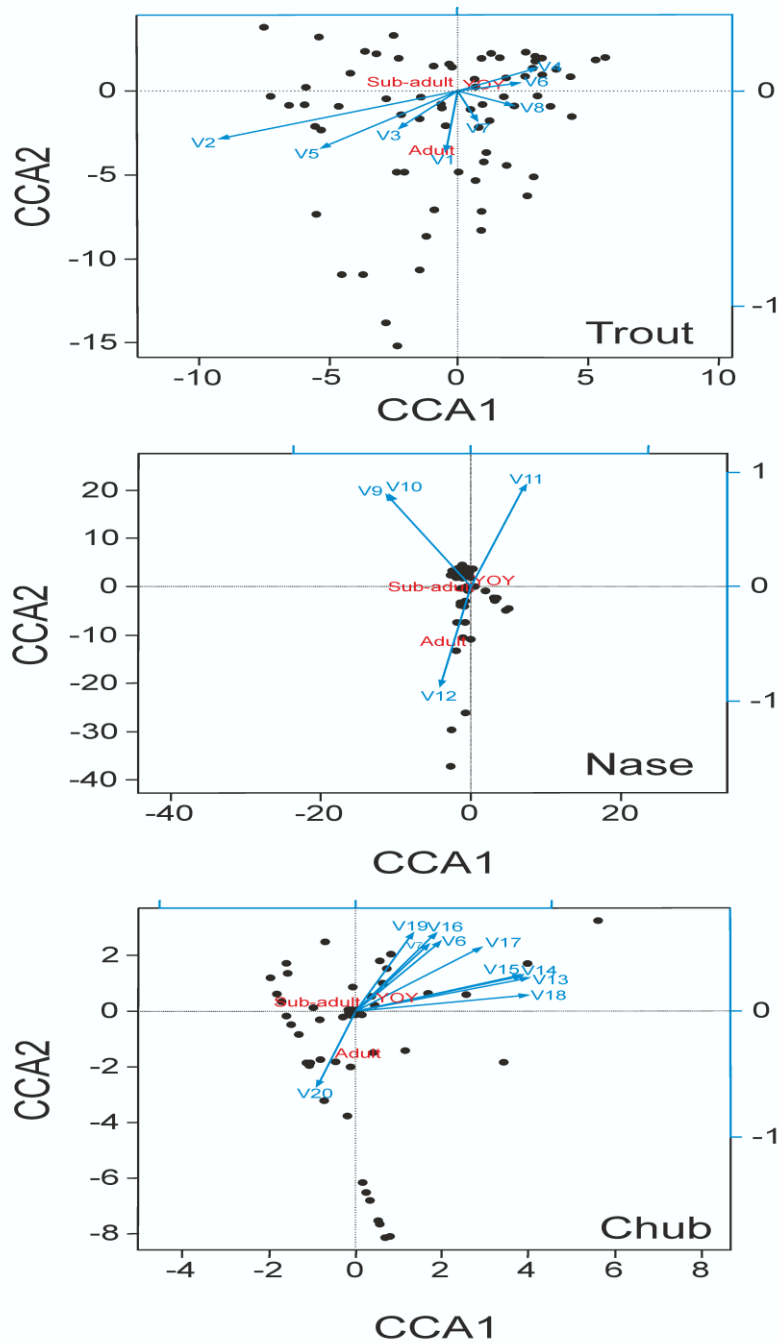 V4
Sub-adult YOY V6
0 0
V8
V2 V3 V7
V5 Adult V1
-5
CCA2
-10
-1
-15 Trout
-10 -5 0 5 10
CCA1
1
20 V9 V10 V11
10
YOY
0 Sub-adult 0
CCA2
-10 Adult
-20 V12 -1
-30
Nase
-40
-40 -20 0 20
CCA1
V19 V16
2 V7 V6 V17
V15 V14
V13
Sub-adult YOY V18
0 0
Adult
-2
CCA2
V20
-4
-1
-6
Chub
-8
-4 -2 0 2 4 6 8
CCA1